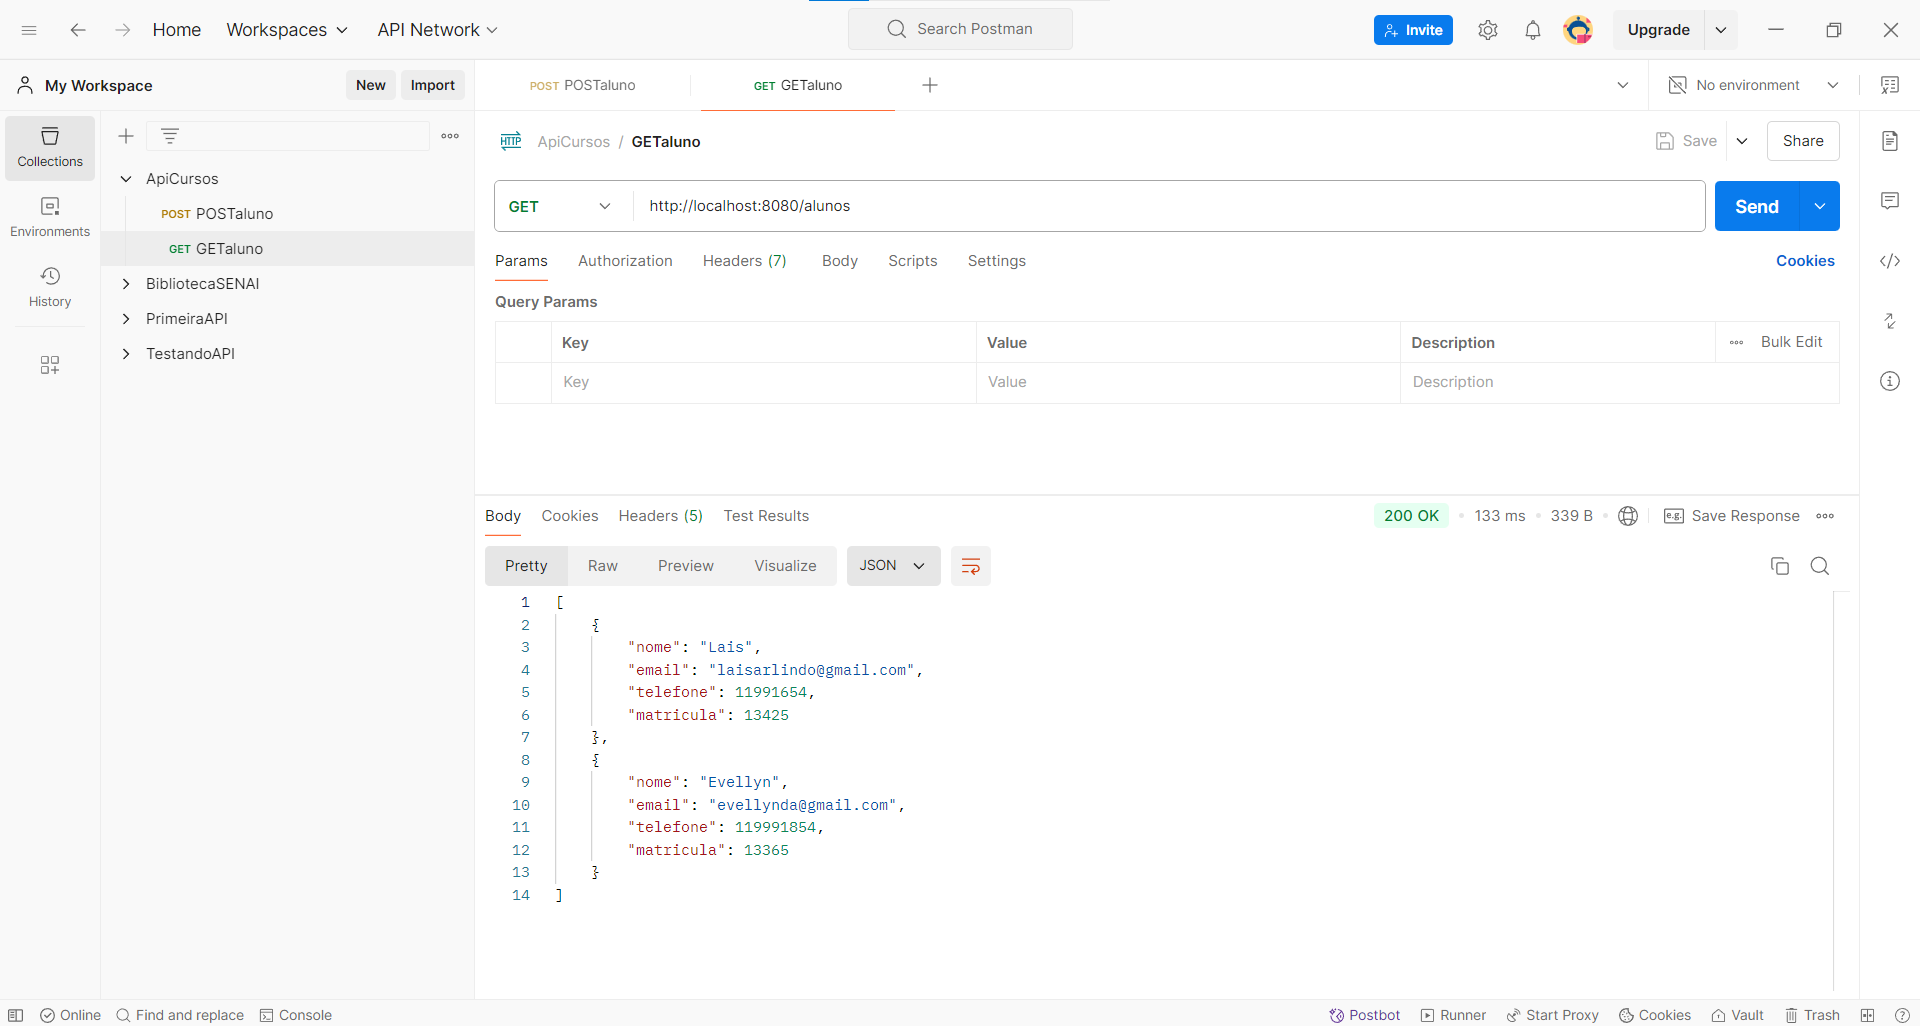 Home Workspaces API Network Search Postman Invite Upgrade
My Workspace New Import POST POSTaluno GET GETaluno No environment
Collections
Environments
History
ApiCursos
POST POSTaluno
GET GETaluno
BibliotecaSENAI
PrimeiraAPI
TestandoAPI
HTTP ApiCursos / GETaluno Save Share
GET http://localhost:8080/alunos Send
Params Authorization Headers (7) Body Scripts Settings Cookies
Query Params
Key Value Description Bulk Edit
Key Value Description
Body Cookies Headers (5) Test Results 200 OK 133 ms 339 B e.g. Save Response
Pretty Raw Preview Visualize JSON
1 [
2 {
3 "nome": "Lais",
4 "email": "laisarlindo@gmail.com",
5 "telefone": 11991654,
6 "matricula": 13425
7 },
8 {
9 "nome": "Evellyn",
10 "email": "evellynda@gmail.com",
11 "telefone": 119991854,
12 "matricula": 13365
13 }
14 ]
Online Find and replace Console Postbot Runner Start Proxy Cookies Vault Trash